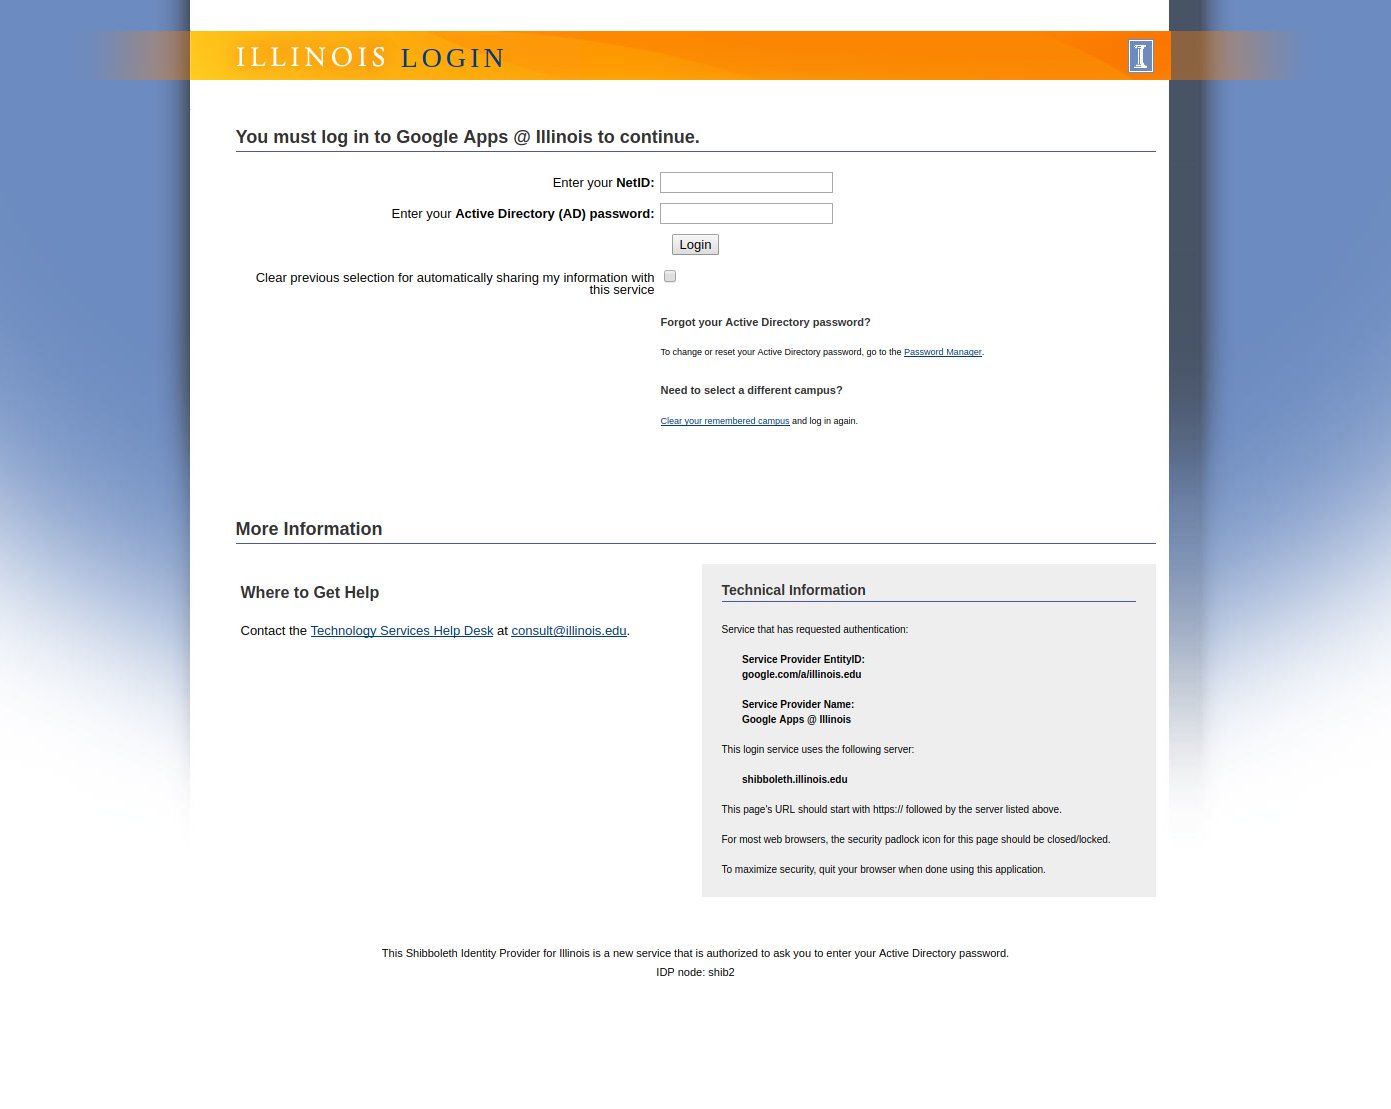 ILLINOIS LOGIN
You must log in to Google Apps @ Illinois to continue.
Enter your NetID:
Enter your Active Directory (AD) password:
Login
Clear previous selection for automatically sharing my information with
this service
Forgot your Active Directory password?
To change or reset your Active Directory password, go to the Password Manager.
Need to select a different campus?
Clear your remembered campus and log in again.
More Information
Where to Get Help
Contact the Technology Services Help Desk at consult@illinois.edu.
Technical Information
Service that has requested authentication:
Service Provider EntityID:
google.com/a/illinois.edu
Service Provider Name:
Google Apps @ Illinois
This login service uses the following server:
shibboleth.illinois.edu
This page's URL should start with https:// followed by the server listed above.
For most web browsers, the security padlock icon for this page should be closed/locked.
To maximize security, quit your browser when done using this application.
This Shibboleth Identity Provider for Illinois is a new service that is authorized to ask you to enter your Active Directory password.
IDP node: shib2